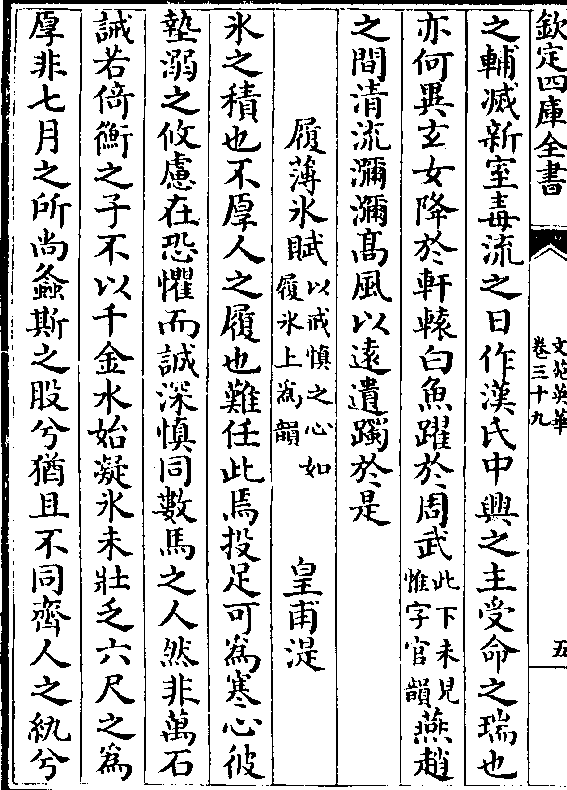 欽定四庫全書
文苑英華
卷三十九
五
之輔滅新室毒流之日作漢氏中興之主受命之瑞也
亦何異玄女降於軒轅白魚躍於周武此下未見惟字官韻燕趙
之間清流瀰瀰高風以遠遺躅於是
履薄氷賦以戒慎之心如履氷上為韻 皇甫湜
氷之積也不厚人之履也難任此焉投足可為寒心彼
墊溺之攸慮在恐懼而誠深慎同數馬之人然非萬石
誡若倚衡之子不以千金水始凝氷未壯乏六尺之為
厚非七月之所尚螽斯之股兮猶且不同齊人之紈兮